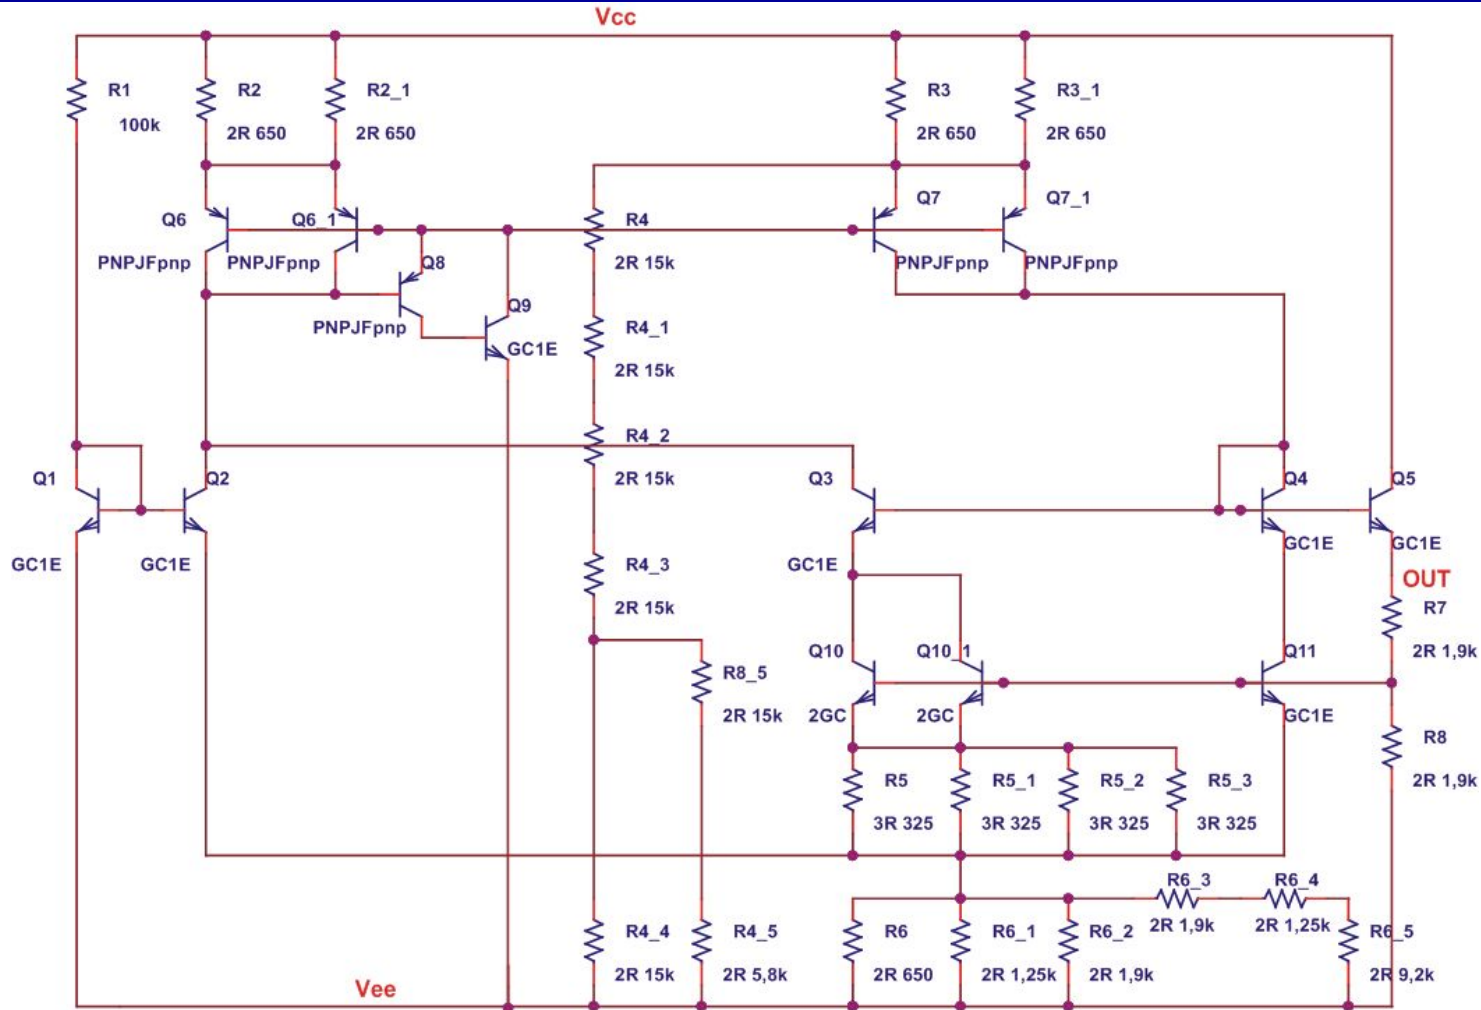 Vcc
R1
100k
R2
2R 650
R2_1
2R 650
R3
2R 650
R3_1
2R 650
Q6
PNPJFpnp
Q6_1
PNPJFpnp
Q8
PNPJFpnp
Q9
GC1E
R4
2R 15k
Q7
PNPJFpnp
Q7_1
PNPJFpnp
R4_1
2R 15k
R4_2
2R 15k
R4_3
2R 15k
Q1
GC1E
Q2
GC1E
Q3
GC1E
Q4
GC1E
Q5
GC1E
OUT
R7
2R 1,9k
R8_5
2R 15k
Q10
2GC
Q10_1
2GC
Q11
GC1E
R8
2R 1,9k
R5
3R 325
R5_1
3R 325
R5_2
3R 325
R5_3
3R 325
R4_4
2R 15k
R4_5
2R 5,8k
R6
2R 650
R6_1
2R 1,25k
R6_2
2R 1,9k
R6_3
2R 1,9k
R6_4
2R 1,25k
R6_5
2R 9,2k
Vee